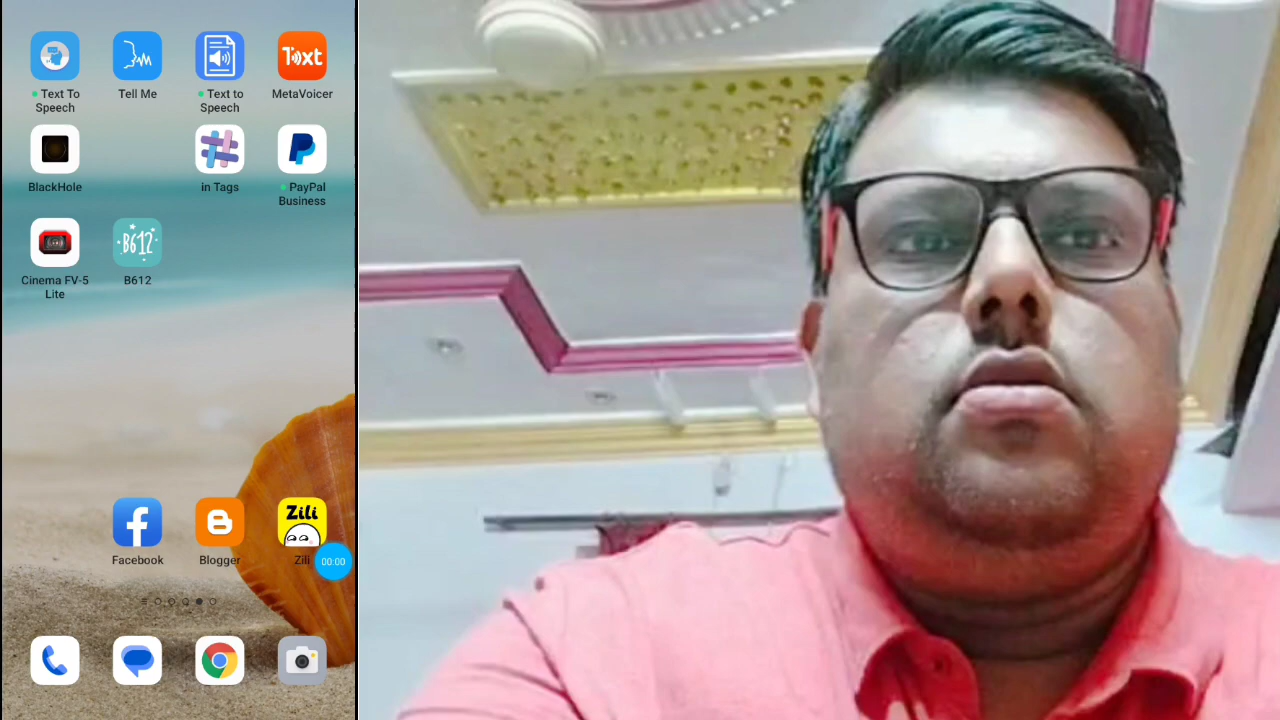 Text
Text To Speech
Tell Me
Text to Speech
MetaVoicer
BlackHole
in Tags
PayPal Business
B612
Cinema FV-5 Lite
B612
Zili
Facebook
Blogger
Zili
00:00